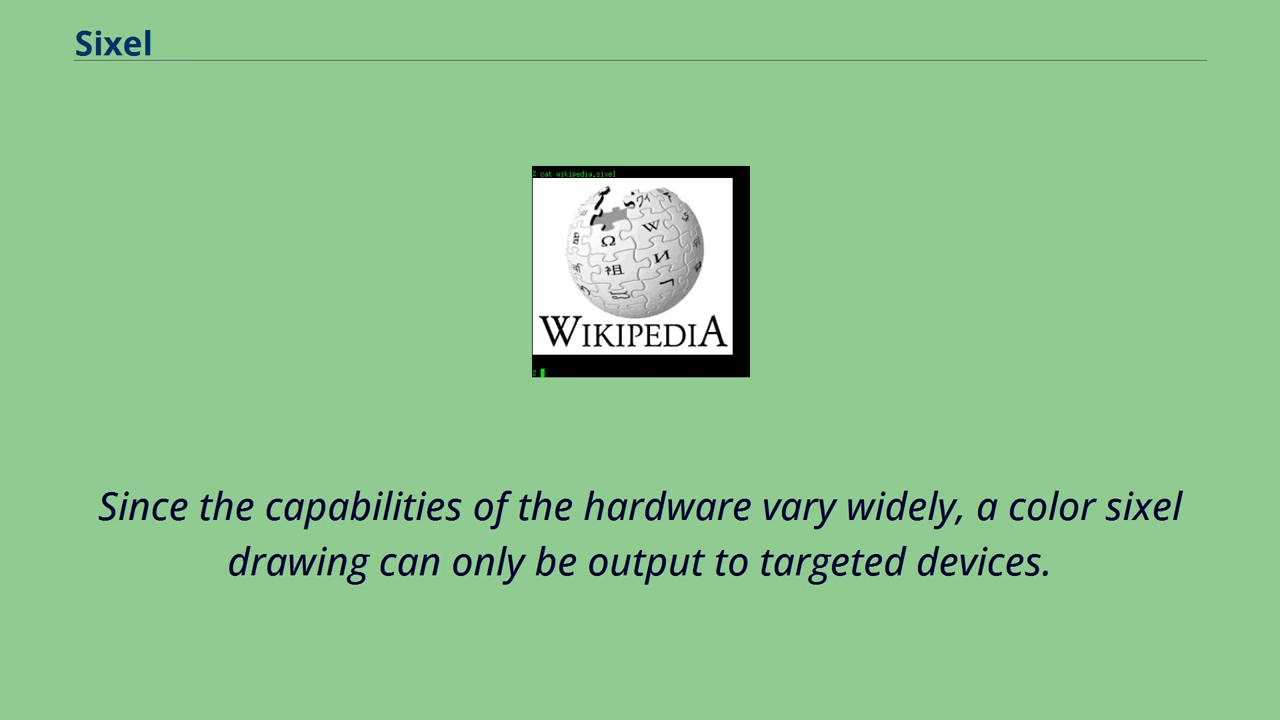 Sixel
% cat wikipedia.sixel
Ω W
祖 И
WIKIPEDIA
%
Since the capabilities of the hardware vary widely, a color sixel
drawing can only be output to targeted devices.